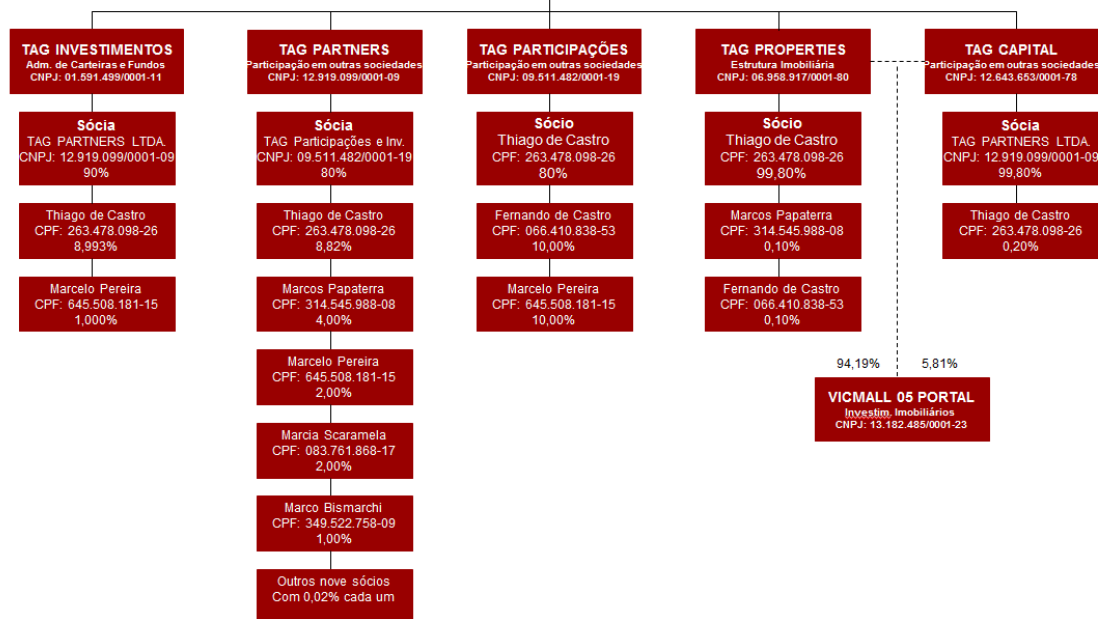 TAG INVESTIMENTOS
Adm. de Carteiras e Fundos
CNPJ: 01.591.499/0001-11
Sócia
TAG PARTNERS LTDA.
CNPJ: 12.919.099/0001-09
90%
Thiago de Castro
CPF: 263.478.098-26
8,993%
Marcelo Pereira
CPF: 645.508.181-15
1,000%
TAG PARTNERS
Participação em outras sociedades
CNPJ: 12.919.099/0001-09
Sócia
TAG Participações e Inv.
CNPJ: 09.511.482/0001-19
80%
Thiago de Castro
CPF: 263.478.098-26
8,82%
Marcos Papaterra
CPF: 314.545.988-08
4,00%
Marcelo Pereira
CPF: 645.508.181-15
2,00%
Marcia Scaramela
CPF: 083.761.868-17
2,00%
Marco Bismarchi
CPF: 349.522.758-09
1,00%
Outros nove sócios
Com 0,02% cada um
TAG PARTICIPAÇÕES
Participação em outras sociedades
CNPJ: 09.511.482/0001-19
Sócio
Thiago de Castro
CPF: 263.478.098-26
80%
Fernando de Castro
CPF: 066.410.838-53
10,00%
Marcelo Pereira
CPF: 645.508.181-15
10,00%
TAG PROPERTIES
Estrutura Imobiliária
CNPJ: 06.958.917/0001-80
Sócio
Thiago de Castro
CPF: 263.478.098-26
99,80%
Marcos Papaterra
CPF: 314.545.988-08
0,10%
Fernando de Castro
CPF: 066.410.838-53
0,10%
TAG CAPITAL
Participação em outras sociedades
CNPJ: 12.643.653/0001-78
Sócia
TAG PARTNERS LTDA.
CNPJ: 12.919.099/0001-09
99,80%
Thiago de Castro
CPF: 263.478.098-26
0,20%
94,19% 5,81%
VICMALL 05 PORTAL
Investim. Imobiliários
CNPJ: 13.182.485/0001-23